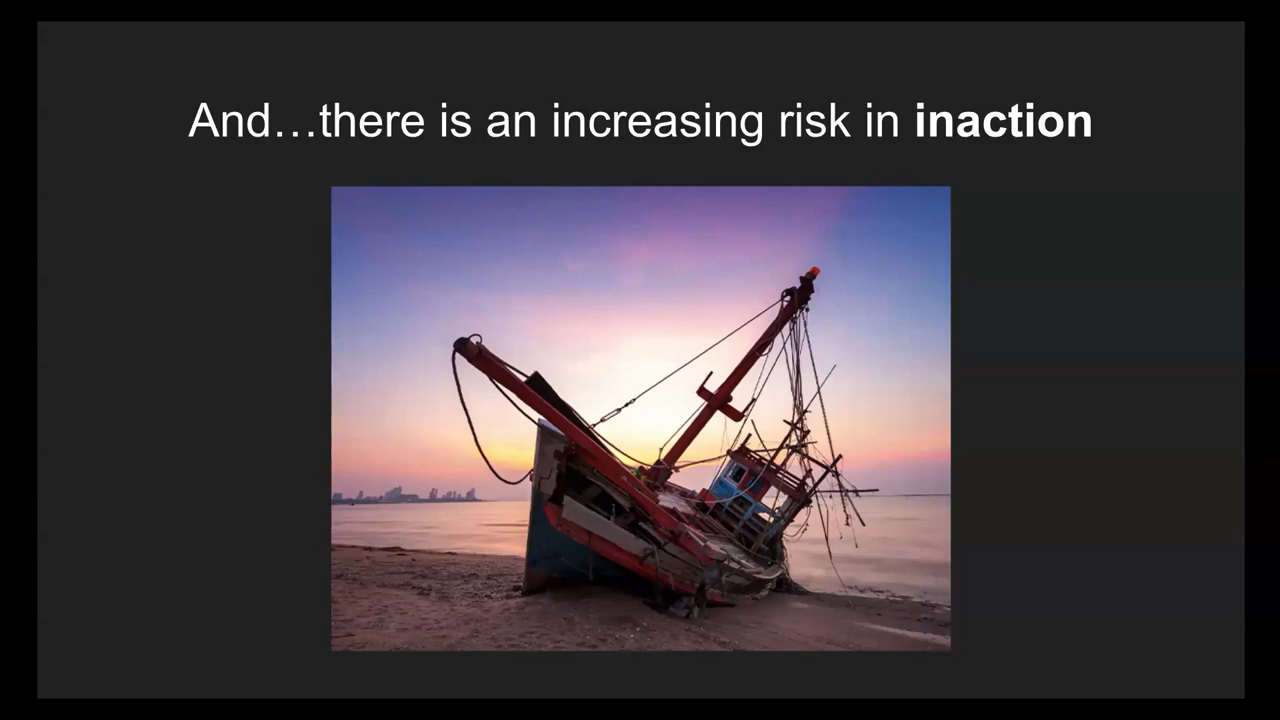 And…there is an increasing risk in inaction